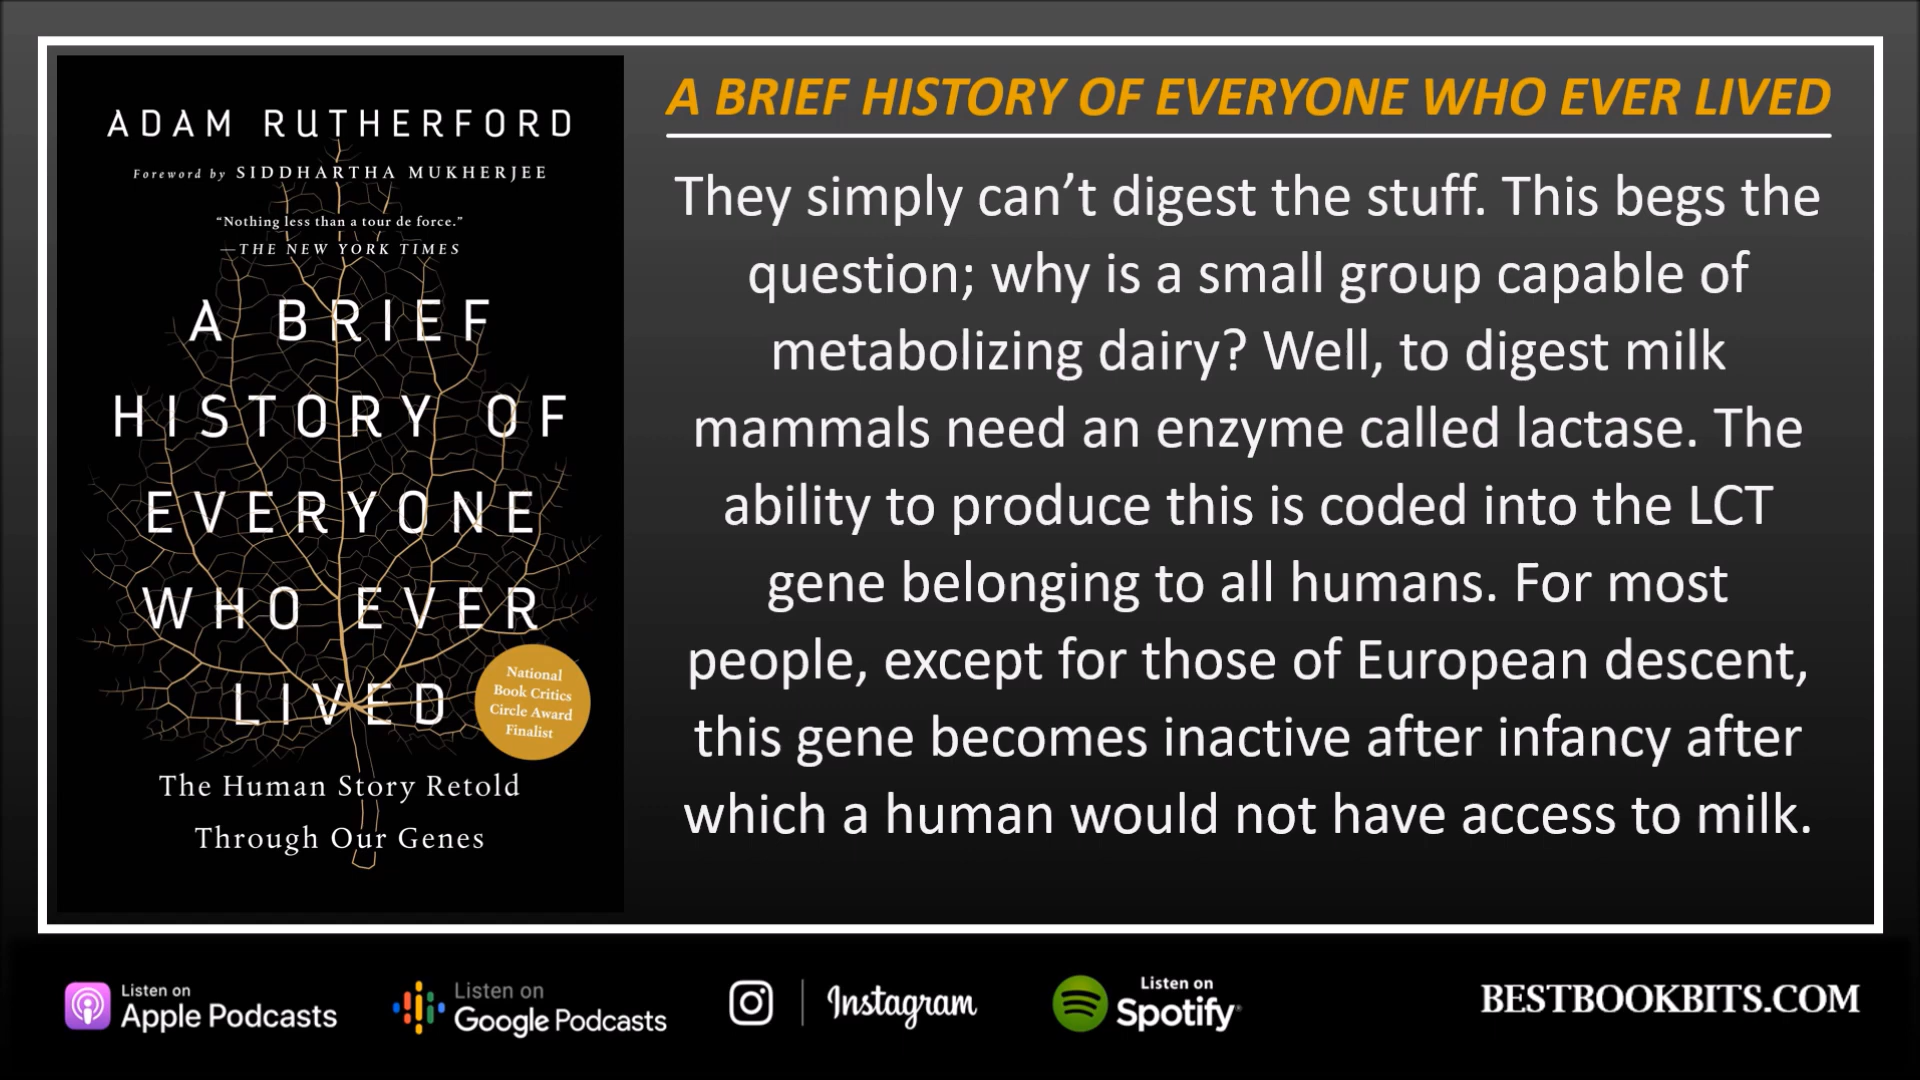 ADAM RUTHERFORD
Foreword by SIDDHARTHA MUKHERJEE
“Nothing less than a tour de force.”
—THE NEW YORK TIMES
A BRIEF
HISTORY OF
EVERYONE
WHO EVER
LIVED
National
Book Critics
Circle Award
Finalist
The Human Story Retold
Through Our Genes
A BRIEF HISTORY OF EVERYONE WHO EVER LIVED
They simply can’t digest the stuff. This begs the
question; why is a small group capable of
metabolizing dairy? Well, to digest milk
mammals need an enzyme called lactase. The
ability to produce this is coded into the LCT
gene belonging to all humans. For most
people, except for those of European descent,
this gene becomes inactive after infancy after
which a human would not have access to milk.
Listen on
Apple Podcasts
Listen on
Google Podcasts
Instagram
Listen on
Spotify
BESTBOOKBITS.COM